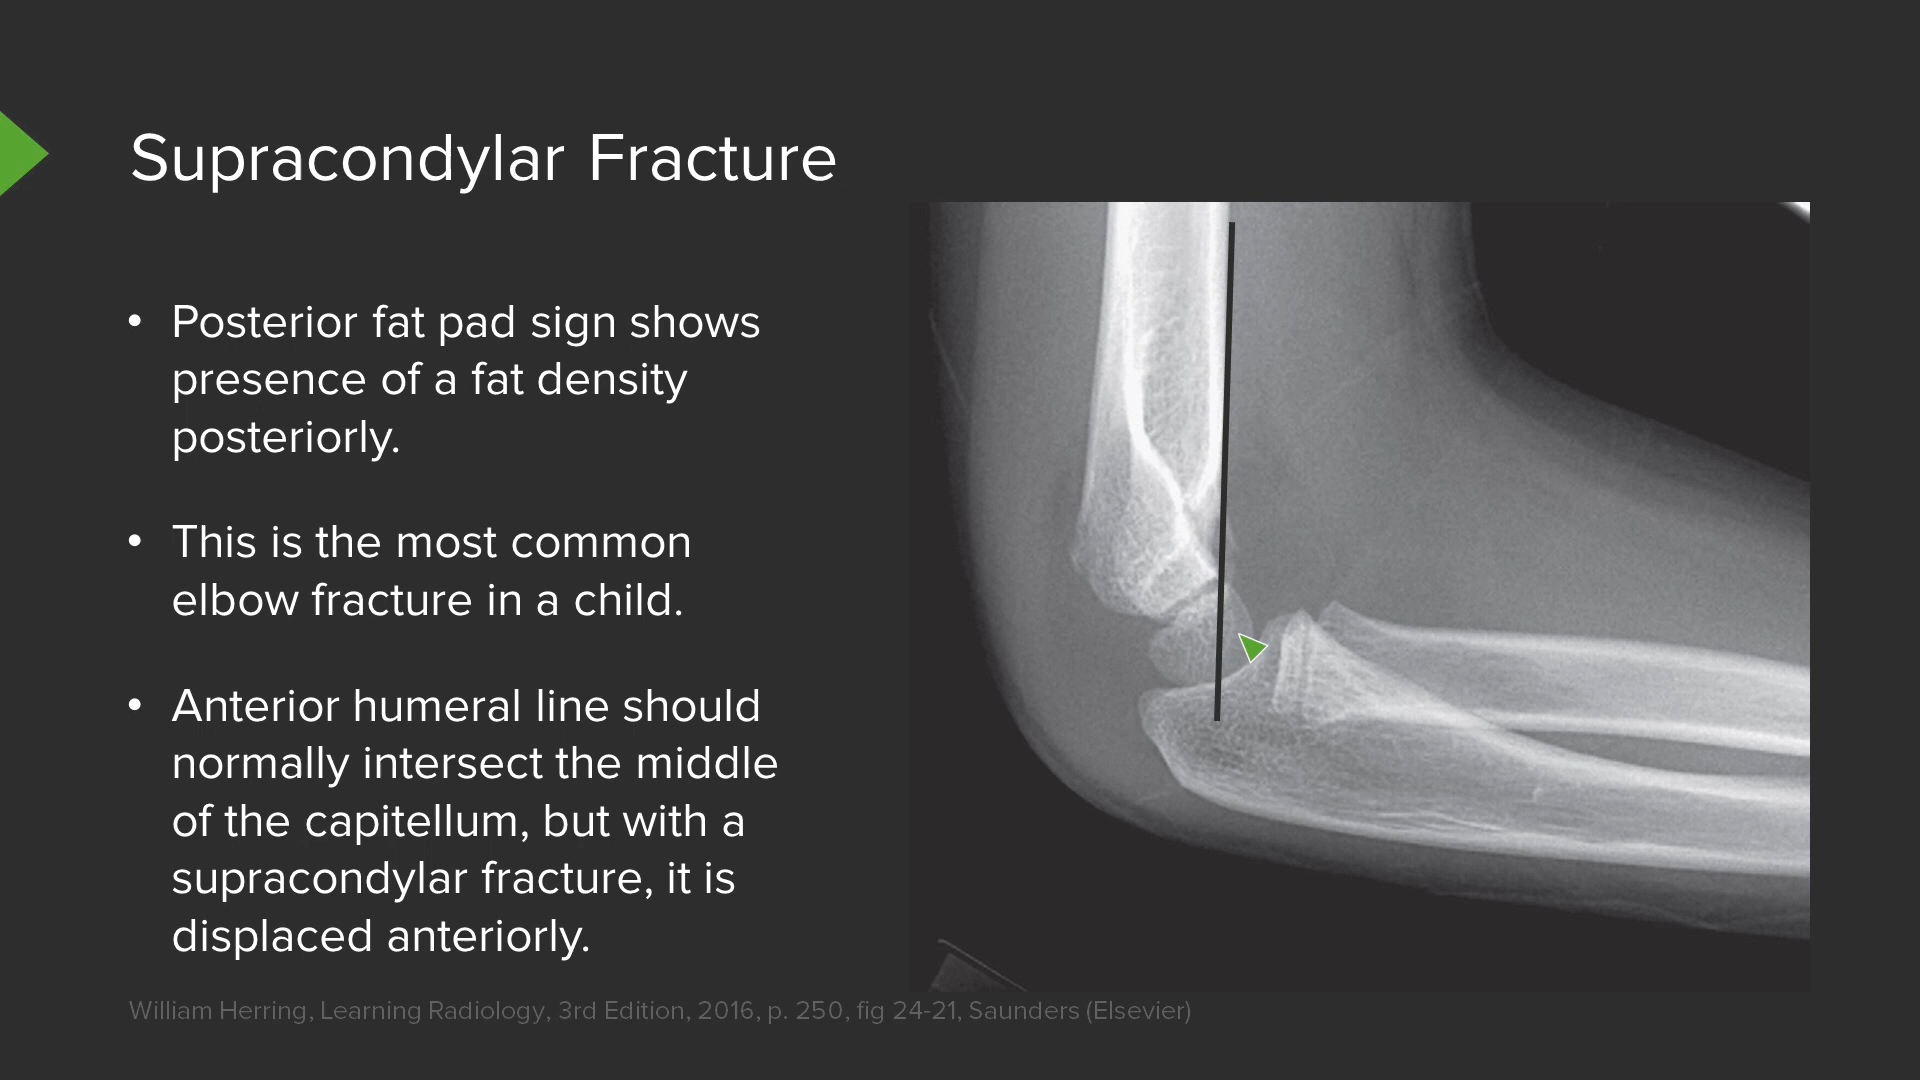 Supracondylar Fracture
• Posterior fat pad sign shows
presence of a fat density
posteriorly.
• This is the most common
elbow fracture in a child.
• Anterior humeral line should
normally intersect the middle
of the capitellum, but with a
supracondylar fracture, it is
displaced anteriorly.
William Herring, Learning Radiology, 3rd Edition, 2016, p. 250, fig 24-21, Saunders (Elsevier)